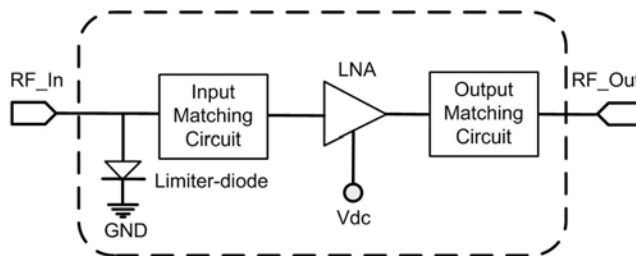 RF_In
Input
Matching
Circuit
LNA
Output
Matching
Circuit
RF_Out
Limiter-diode
GND
Vdc